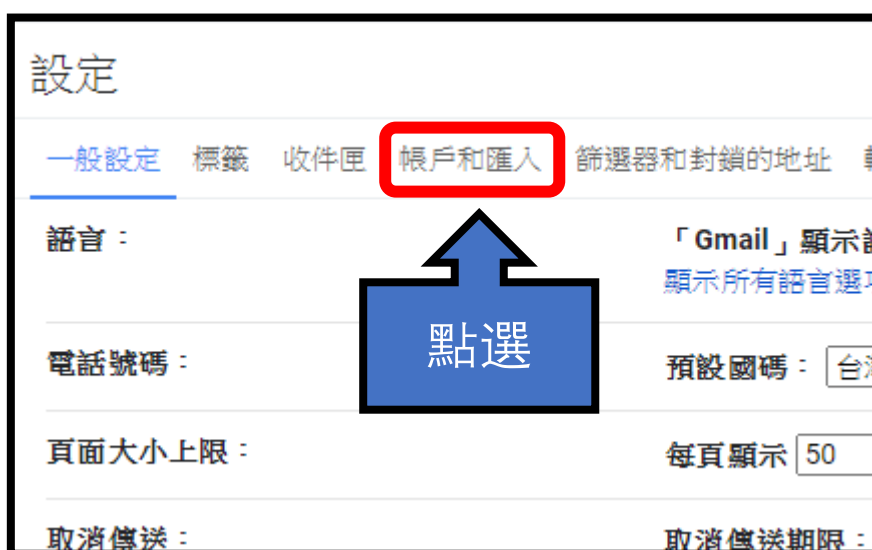 設定
一般設定 標籤 收件匣 帳戶和匯入 篩選器和封鎖的地址
語言： 「Gmail」顯示
顯示所有語言選
點選
電話號碼： 預設國碼： 台
頁面大小上限： 每頁顯示 50
取消傳送： 取消傳送期限：